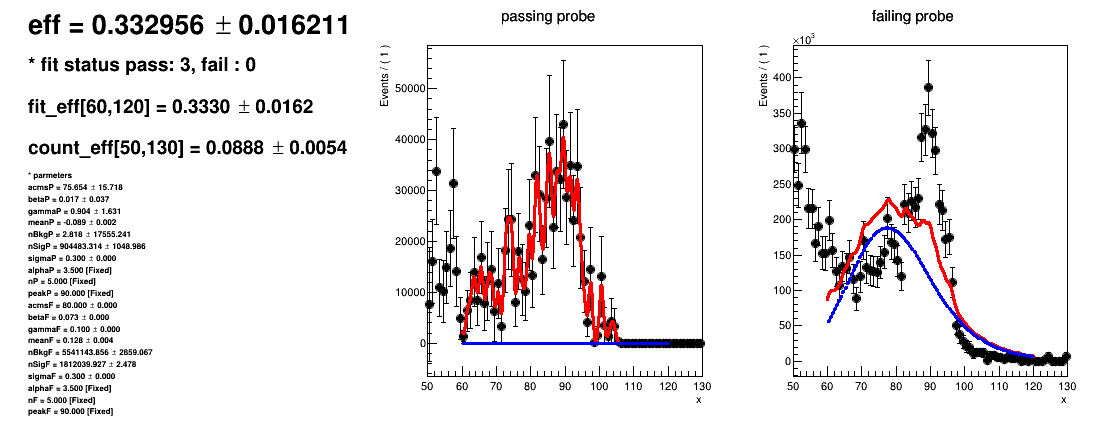 eff = 0.332956 ± 0.016211
* fit status pass: 3, fail : 0
fit_eff[60,120] = 0.3330 ± 0.0162
count_eff[50,130] = 0.0888 ± 0.0054
* parmeters
acmsP = 75.654 ± 15.718
betaP = 0.017 ± 0.037
gammaP = 0.904 ± 1.631
meanP = -0.089 ± 0.002
nBkgP = 2.818 ± 17555.241
nSigP = 904483.314 ± 1048.986
sigmaP = 0.300 ± 0.000
alphaP = 3.500 [Fixed]
nP = 5.000 [Fixed]
peakP = 90.000 [Fixed]
acmsF = 80.000 ± 0.000
betaF = 0.073 ± 0.000
gammaF = 0.100 ± 0.000
meanF = 0.128 ± 0.004
nBkgF = 5541143.856 ± 2859.067
nSigF = 1812039.927 ± 2.478
sigmaF = 0.300 ± 0.000
alphaF = 3.500 [Fixed]
nF = 5.000 [Fixed]
peakF = 90.000 [Fixed]
passing probe
Events / ( 1 )
50000
40000
30000
20000
10000
0
50 60 70 80 90 100 110 120 130
x
failing probe
×10³
Events / ( 1 )
400
350
300
250
200
150
100
50
0
50 60 70 80 90 100 110 120 130
x